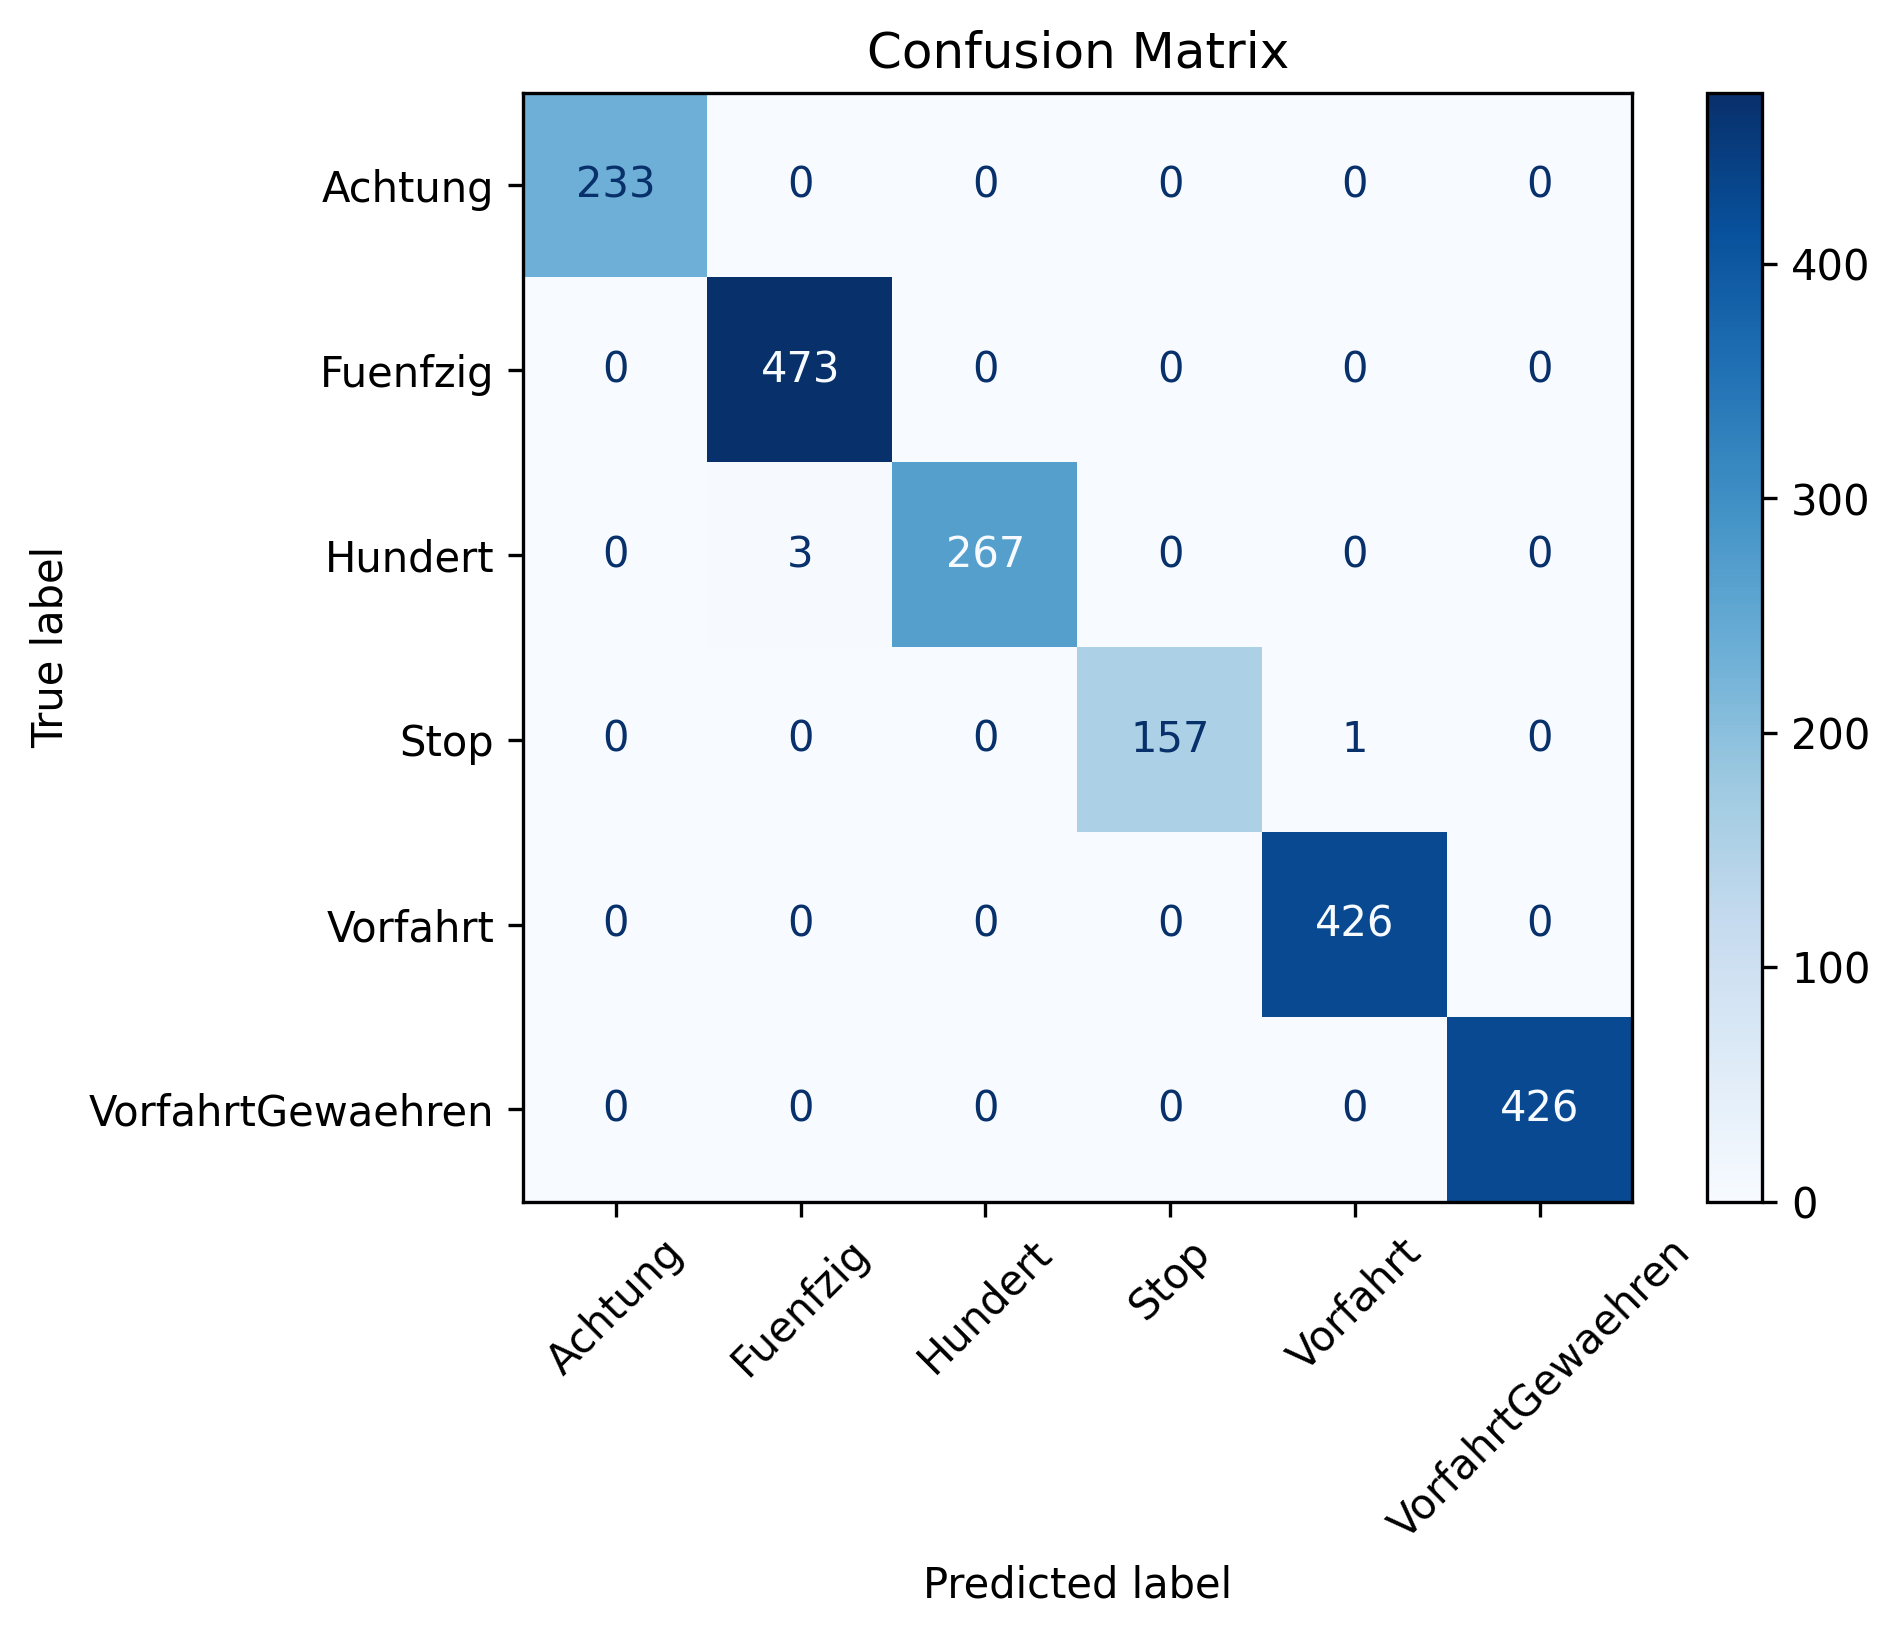 Confusion Matrix
Achtung 233 0 0 0 0 0
Fuenfzig 0 473 0 0 0 0
Hundert 0 3 267 0 0 0
Stop 0 0 0 157 1 0
Vorfahrt 0 0 0 0 426 0
VorfahrtGewaehren 0 0 0 0 0 426
True label
Achtung Fuenfzig Hundert Stop Vorfahrt VorfahrtGewaehren
Predicted label
400
300
200
100
0